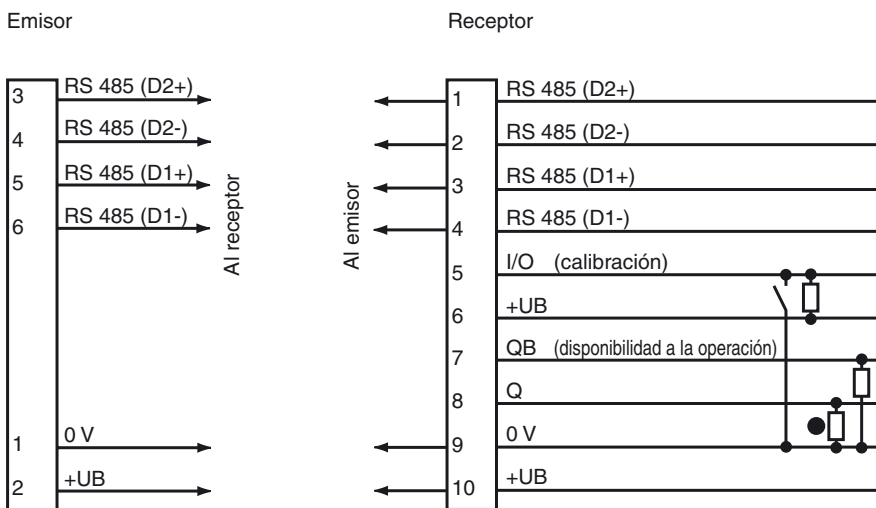 Emisor
3 RS 485 (D2+)
4 RS 485 (D2-)
5 RS 485 (D1+)
6 RS 485 (D1-)
1 0 V
2 +UB
Al receptor
Receptor
Al emisor
1 RS 485 (D2+)
2 RS 485 (D2-)
3 RS 485 (D1+)
4 RS 485 (D1-)
5 I/O (calibración)
6 +UB
7 QB (disponibilidad a la operación)
8 Q
9 0 V
10 +UB